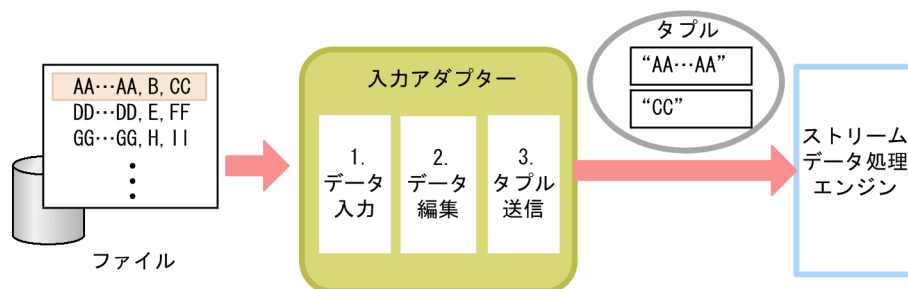 AA…AA, B, CC
DD…DD, E, FF
GG…GG, H, II
ファイル
入力アダプター
1.
データ
入力
2.
データ
編集
3.
タプル
送信
タプル
“AA…AA”
“CC”
ストリーム
データ処理
エンジン